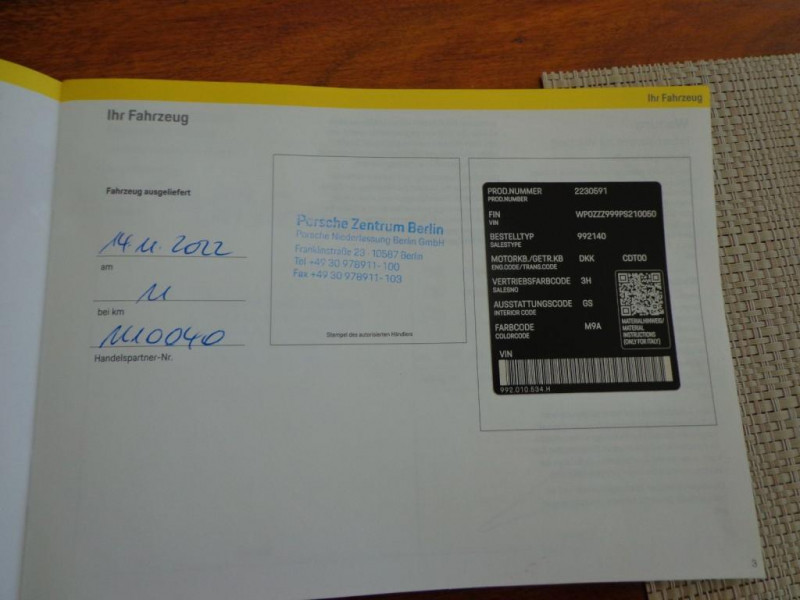 Ihr Fahrzeug
Ihr Fahrzeug
Fahrzeug ausgeliefert
14.11.2022
am
11
bei km
1110040
Handelspartner-Nr.
Porsche Zentrum Berlin
Porsche Niederlassung Berlin GmbH
Franklinstraße 23 · 10587 Berlin
Tel +49 30 978911-100
Fax +49 30 978911-103
Stempel des autorisierten Händlers
PROD.NUMMER 2230591
PROD.NUMBER
FIN WP0ZZZ999PS210050
VIN
BESTELLTYP 992140
SALESTYPE
MOTORKB./GETR.KB DKK CDT00
ENG.CODE/TRANS.CODE
VERTRIEBSFARBCODE 3H
SALESNO
AUSSTATTUNGSCODE GS
INTERIOR CODE
FARBCODE M9A
COLORCODE
MATERIALHINWEIS/
MATERIAL
INSTRUCTIONS
(ONLY FOR ITALY)
VIN
992.010.834.H
3